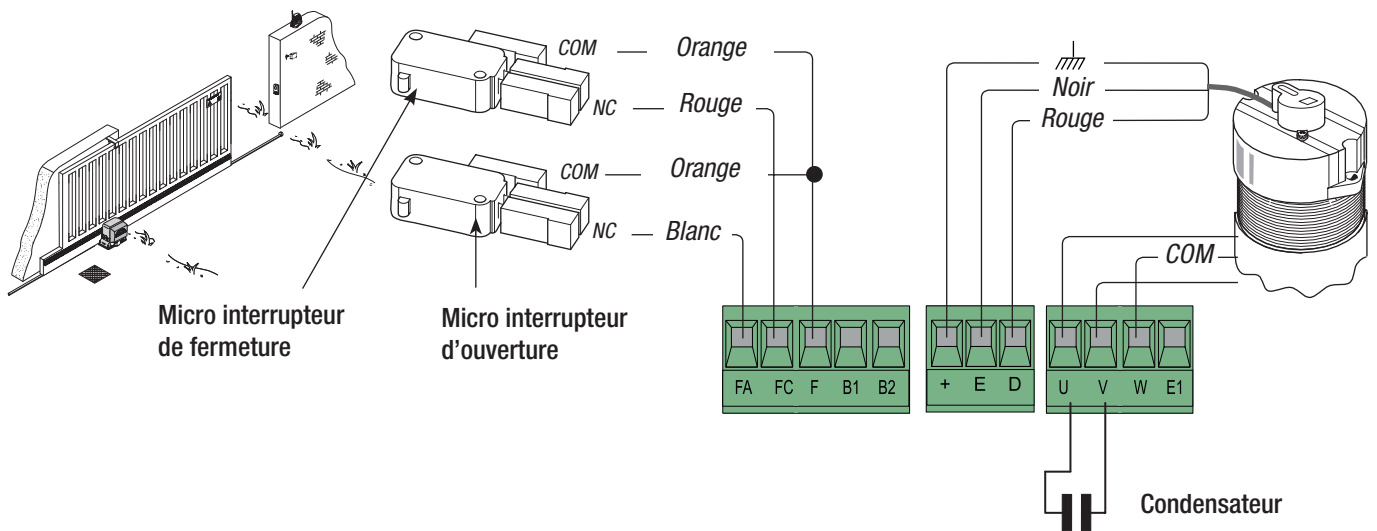 COM Orange
NC Rouge
COM Orange
NC Blanc
Micro interrupteur
de fermeture
Micro interrupteur
d’ouverture
Noir
Rouge
COM
FA FC F B1 B2
+ E D
U V W E1
Condensateur